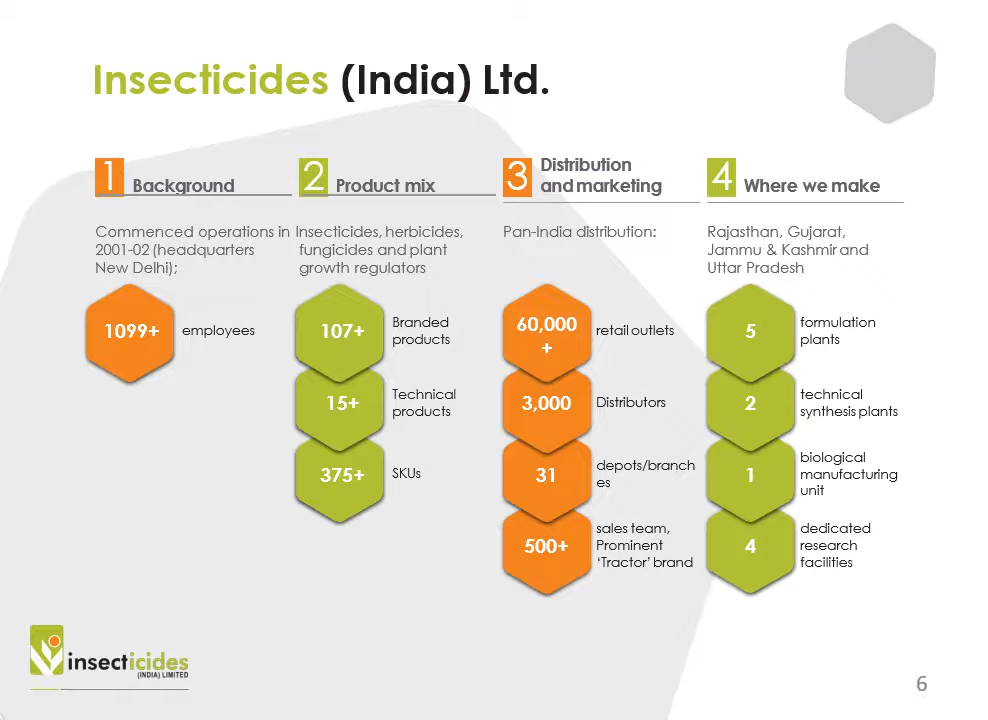 Insecticides (India) Ltd.
1 Background
Commenced operations in
2001-02 (headquarters
New Delhi);
1099+
employees
2 Product mix
Insecticides, herbicides,
fungicides and plant
growth regulators
107+
Branded
products
15+
Technical
products
375+
SKUs
3 Distribution
and marketing
Pan-India distribution:
60,000
+
retail outlets
3,000
Distributors
31
depots/branch
es
500+
sales team,
Prominent
‘Tractor’ brand
4 Where we make
Rajasthan, Gujarat,
Jammu & Kashmir and
Uttar Pradesh
5
formulation
plants
2
technical
synthesis plants
1
biological
manufacturing
unit
4
dedicated
research
facilities
insecticides
(INDIA) LIMITED
6